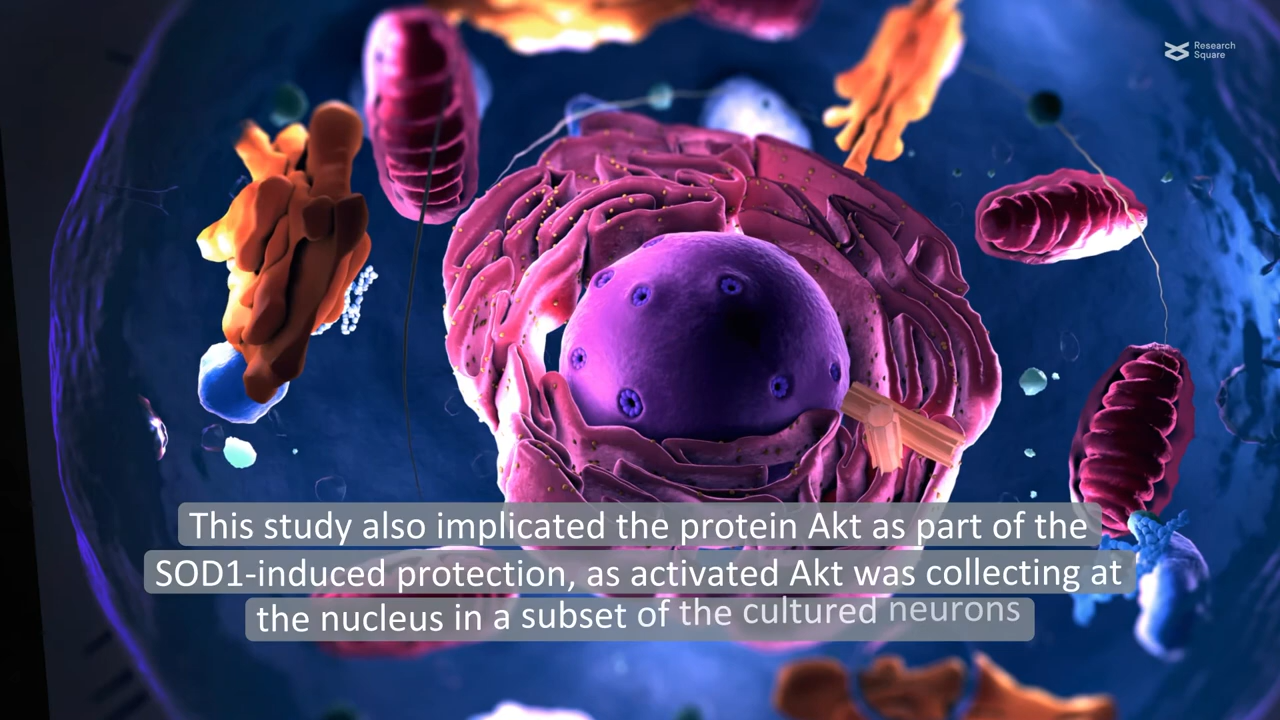 Research
Square
This study also implicated the protein Akt as part of the
SOD1-induced protection, as activated Akt was collecting at
the nucleus in a subset of the cultured neurons